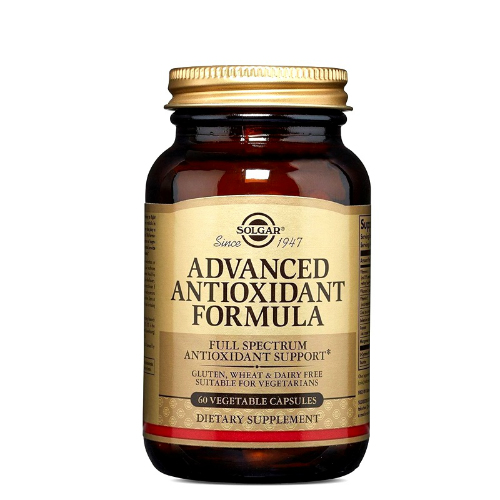 SOLGAR®
Since 1947
ADVANCED
ANTIOXIDANT
FORMULA
FULL SPECTRUM
ANTIOXIDANT SUPPORT*
GLUTEN, WHEAT & DAIRY FREE
SUITABLE FOR VEGETARIANS
60 VEGETABLE CAPSULES
DIETARY SUPPLEMENT